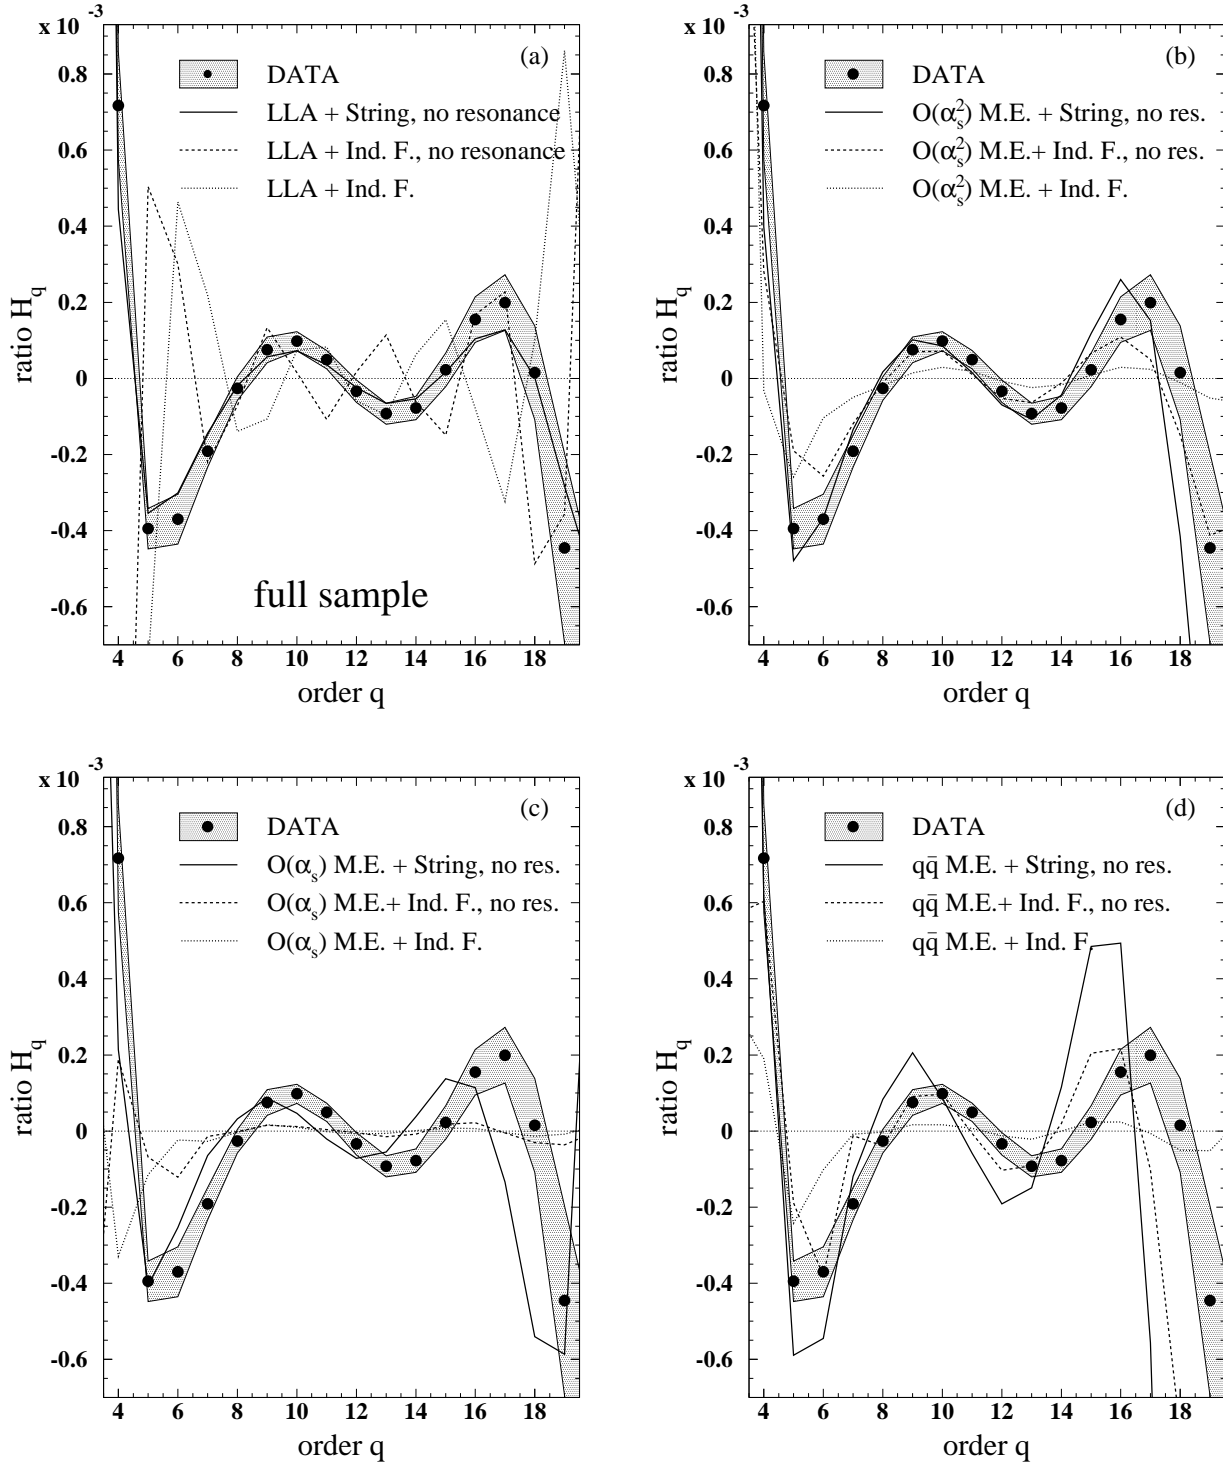 x 10 -3
(a)
DATA
LLA + String, no resonance
LLA + Ind. F., no resonance
LLA + Ind. F.
0.8
0.6
0.4
0.2
0
-0.2
-0.4
-0.6
ratio H_q
full sample
4 6 8 10 12 14 16 18
order q
x 10 -3
(b)
DATA
O(α_s^2) M.E. + String, no res.
O(α_s^2) M.E.+ Ind. F., no res.
O(α_s^2) M.E. + Ind. F.
0.8
0.6
0.4
0.2
0
-0.2
-0.4
-0.6
ratio H_q
4 6 8 10 12 14 16 18
order q
x 10 -3
(c)
DATA
O(α_s) M.E. + String, no res.
O(α_s) M.E.+ Ind. F., no res.
O(α_s) M.E. + Ind. F.
0.8
0.6
0.4
0.2
0
-0.2
-0.4
-0.6
ratio H_q
4 6 8 10 12 14 16 18
order q
x 10 -3
(d)
DATA
qq̄ M.E. + String, no res.
qq̄ M.E.+ Ind. F., no res.
qq̄ M.E. + Ind. F.
0.8
0.6
0.4
0.2
0
-0.2
-0.4
-0.6
ratio H_q
4 6 8 10 12 14 16 18
order q